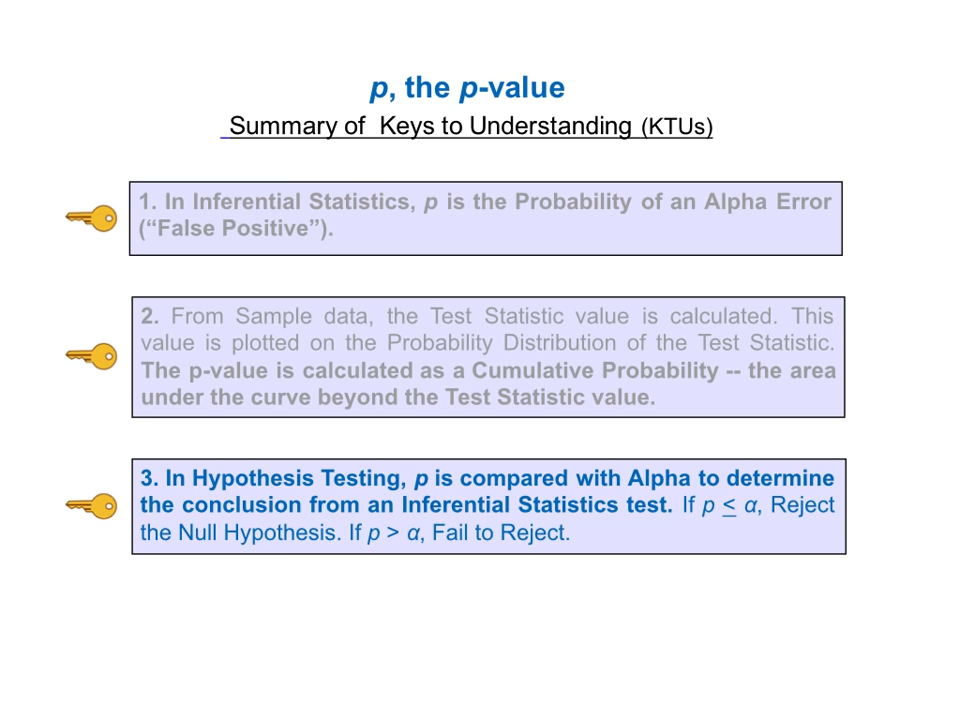 p, the p-value
Summary of Keys to Understanding (KTUs)
1. In Inferential Statistics, p is the Probability of an Alpha Error
(“False Positive”).
2. From Sample data, the Test Statistic value is calculated. This
value is plotted on the Probability Distribution of the Test Statistic.
The p-value is calculated as a Cumulative Probability -- the area
under the curve beyond the Test Statistic value.
3. In Hypothesis Testing, p is compared with Alpha to determine
the conclusion from an Inferential Statistics test. If p ≤ α, Reject
the Null Hypothesis. If p > α, Fail to Reject.